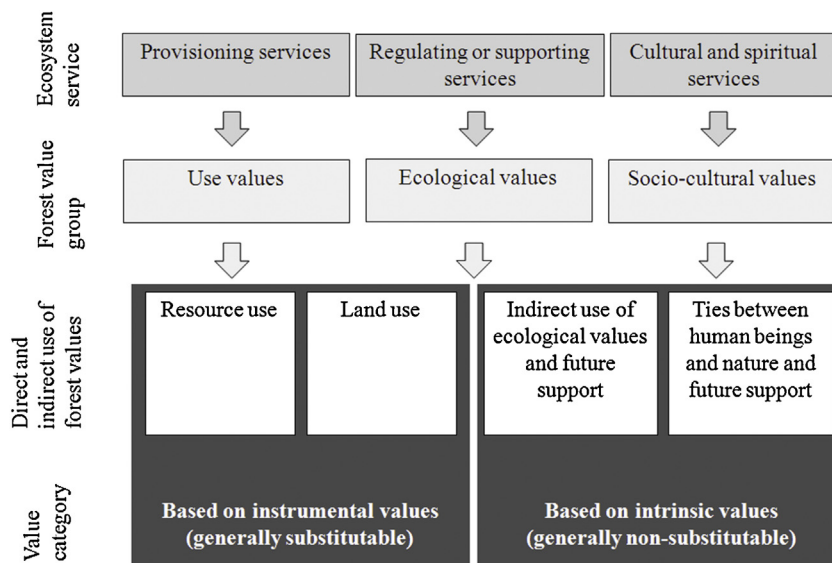 Ecosystem
service
Provisioning services
Regulating or supporting
services
Cultural and spiritual
services
Forest value
group
Use values
Ecological values
Socio-cultural values
Direct and
indirect use of
forest values
Resource use
Land use
Indirect use of
ecological values
and future
support
Ties between
human beings
and nature and
future support
Value
category
Based on instrumental values
(generally substitutable)
Based on intrinsic values
(generally non-substitutable)